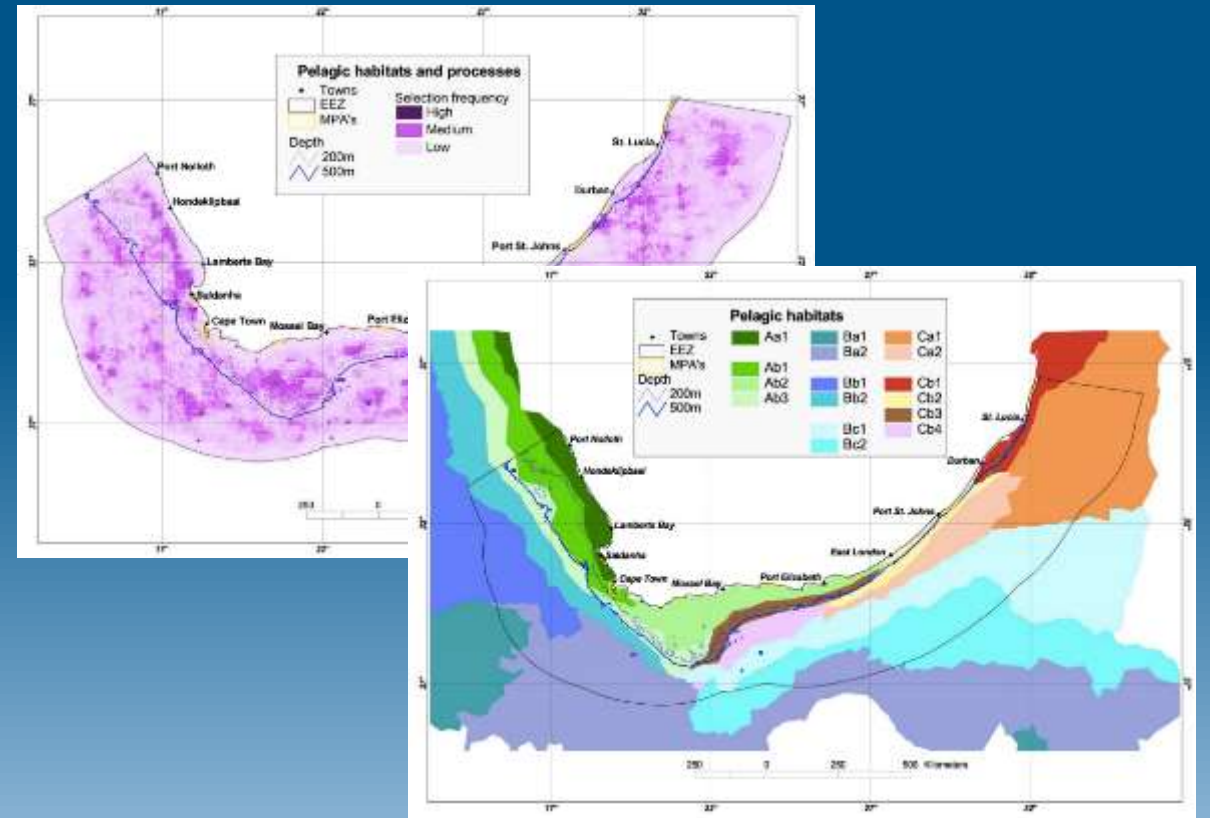 Pelagic habitats and processes
Towns
EEZ
MPA's
Depth
200m
500m
Selection frequency
High
Medium
Low
St. Lucia
Durban
Port St. Johns
Port Nolloth
Hondeklipbaai
Lamberts Bay
Saldanha
Cape Town
Mossel Bay
250 0
Pelagic habitats
Towns
EEZ
MPA's
Depth
200m
500m
Aa1
Ab1
Ab2
Ab3
Ba1
Ba2
Bb1
Bb2
Bc1
Bc2
Ca1
Ca2
Cb1
Cb2
Cb3
Cb4
St. Lucia
Durban
Port St. Johns
East London
Port Elizabeth
Mossel Bay
Cape Town
Saldanha
Lamberts Bay
Hondeklipbaai
Port Nolloth
250 0 250 500 Kilometers